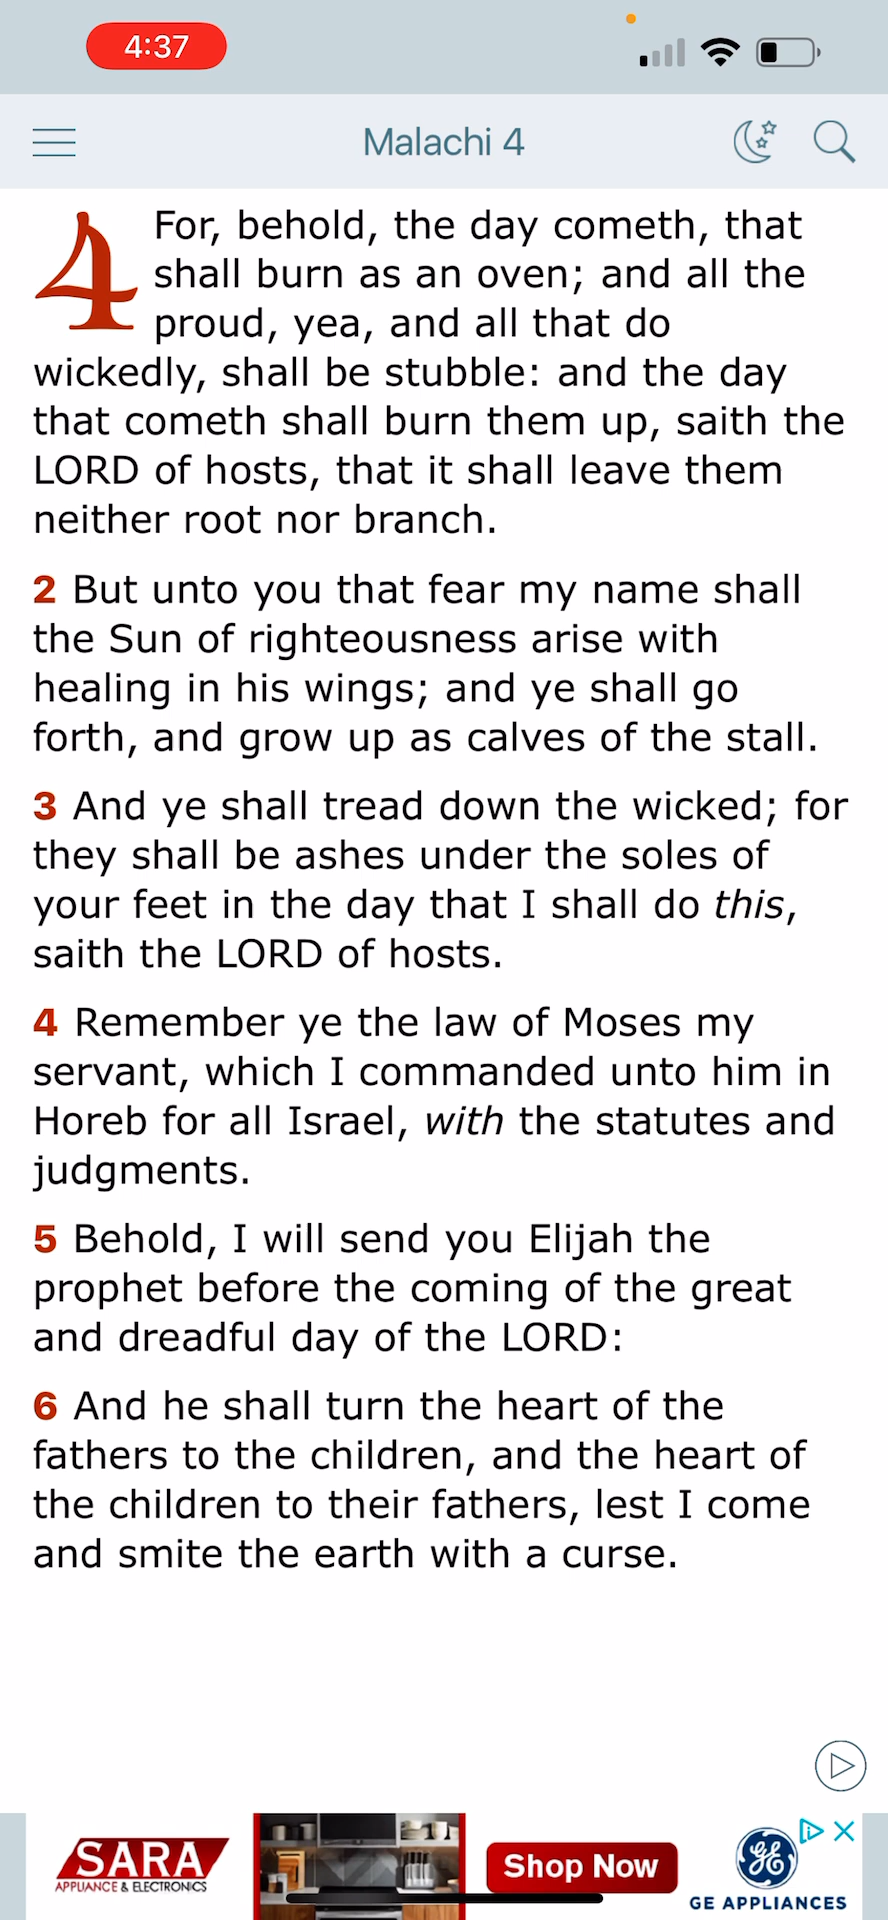 4:37
Malachi 4
4 For, behold, the day cometh, that
shall burn as an oven; and all the
proud, yea, and all that do
wickedly, shall be stubble: and the day
that cometh shall burn them up, saith the
LORD of hosts, that it shall leave them
neither root nor branch.
2 But unto you that fear my name shall
the Sun of righteousness arise with
healing in his wings; and ye shall go
forth, and grow up as calves of the stall.
3 And ye shall tread down the wicked; for
they shall be ashes under the soles of
your feet in the day that I shall do this,
saith the LORD of hosts.
4 Remember ye the law of Moses my
servant, which I commanded unto him in
Horeb for all Israel, with the statutes and
judgments.
5 Behold, I will send you Elijah the
prophet before the coming of the great
and dreadful day of the LORD:
6 And he shall turn the heart of the
fathers to the children, and the heart of
the children to their fathers, lest I come
and smite the earth with a curse.
SARA
APPLIANCE & ELECTRONICS
Shop Now
GE
GE APPLIANCES